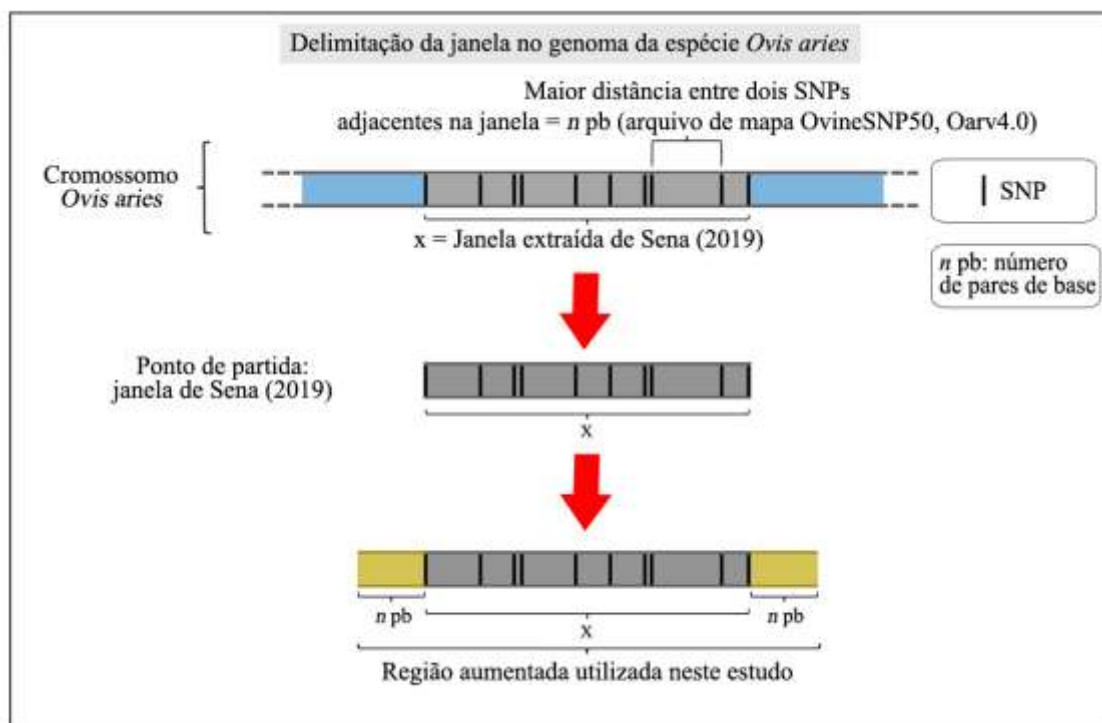 Delimitação da janela no genoma da espécie Ovis aries
Maior distância entre dois SNPs
adjacentes na janela = n pb (arquivo de mapa OvineSNP50, Oarv4.0)
Cromossomo
Ovis aries
SNP
x = Janela extraída de Sena (2019)
n pb: número
de pares de base
Ponto de partida:
janela de Sena (2019)
x
n pb
x
n pb
Região aumentada utilizada neste estudo